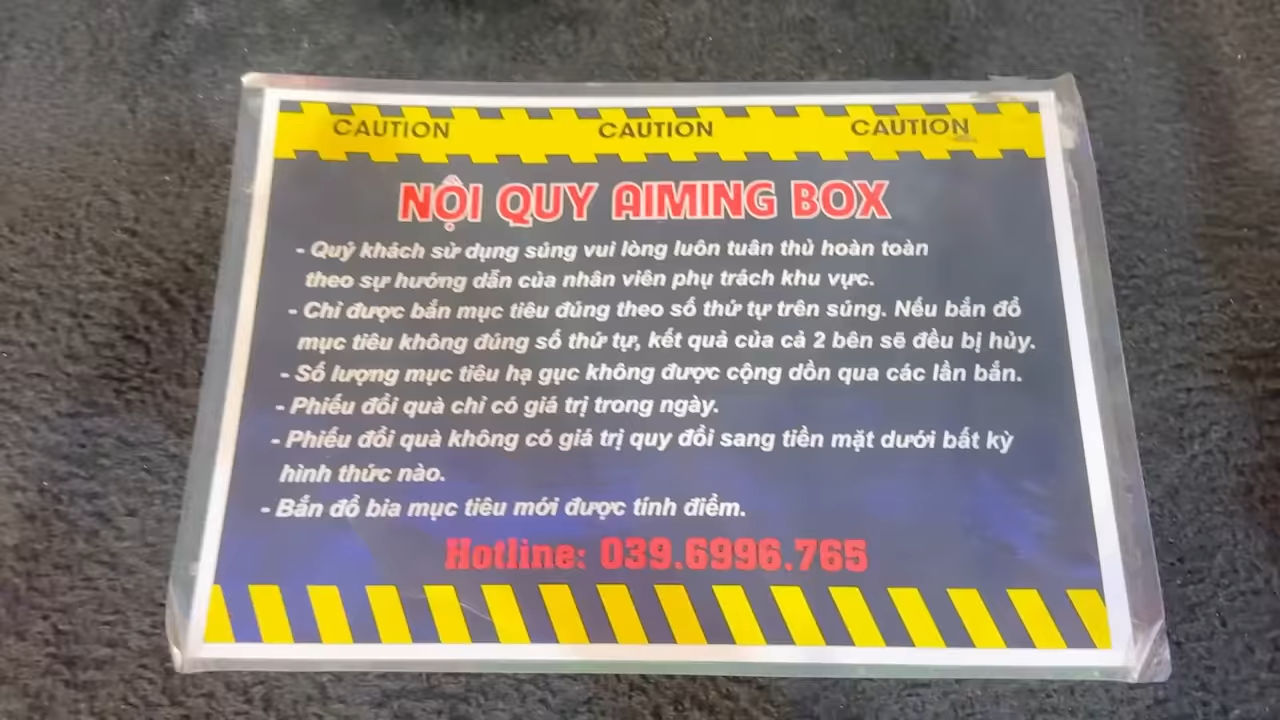 CAUTION CAUTION CAUTION
NỘI QUY AIMING BOX
- Quý khách sử dụng súng vui lòng luôn tuân thủ hoàn toàn
theo sự hướng dẫn của nhân viên phụ trách khu vực.
- Chỉ được bắn mục tiêu đúng theo số thứ tự trên súng. Nếu bắn đổ
mục tiêu không đúng số thứ tự, kết quả của cả 2 bên sẽ đều bị hủy.
- Số lượng mục tiêu hạ gục không được cộng dồn qua các lần bắn.
- Phiếu đổi quà chỉ có giá trị trong ngày.
- Phiếu đổi quà không có giá trị quy đổi sang tiền mặt dưới bất kỳ
hình thức nào.
- Bắn đổ bia mục tiêu mới được tính điểm.
Hotline: 039.6996.765